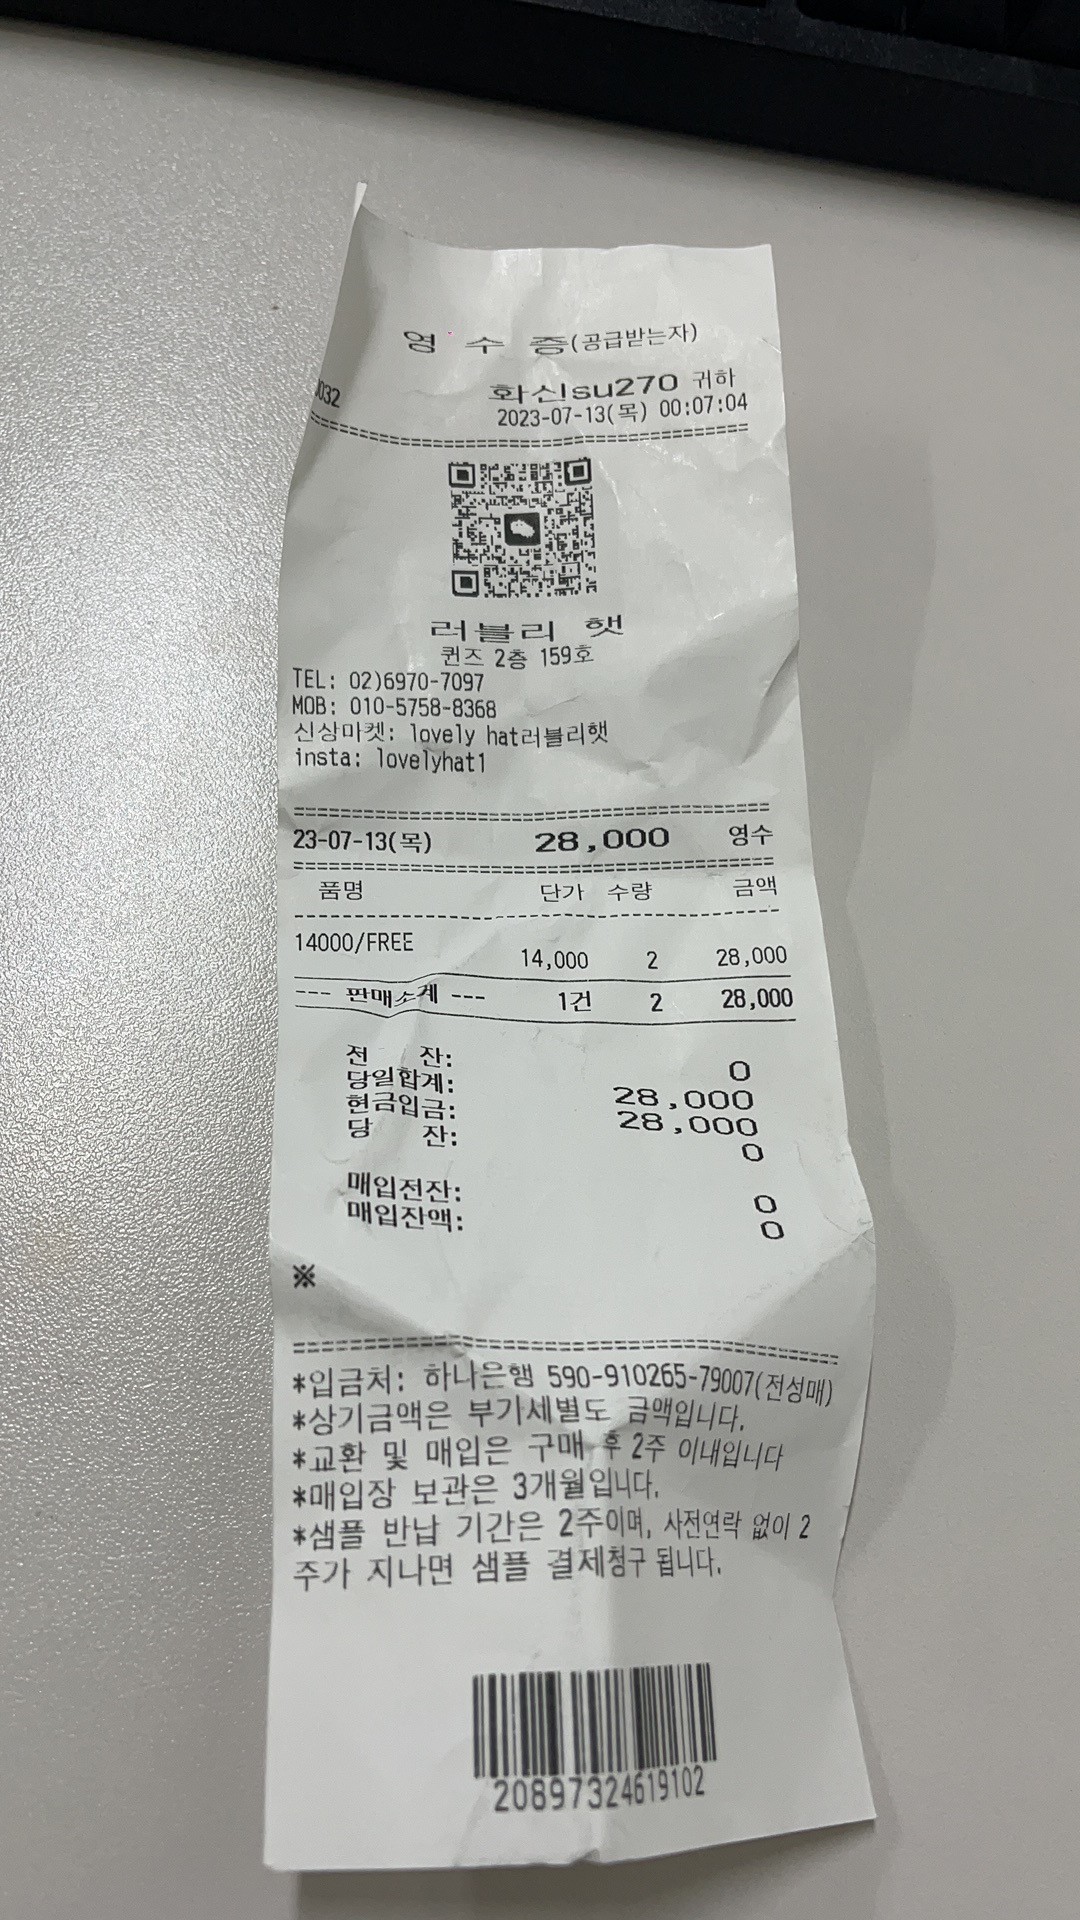 영 수 증(공급받는자)
032 화신su270 귀하
2023-07-13(목) 00:07:04
러블리 햇
퀸즈 2층 159호
TEL: 02)6970-7097
MOB: 010-5758-8368
신상마켓: lovely hat러블리햇
insta: lovelyhat1
23-07-13(목) 28,000 영수
품명 단가 수량 금액
14000/FREE
14,000 2 28,000
--- 판매소계 --- 1건 2 28,000
전 잔: 0
당일합계: 28,000
현금입금: 28,000
당 잔: 0
매입전잔: 0
매입잔액: 0
※
*입금처: 하나은행 590-910265-79007(전성매)
*상기금액은 부가세별도 금액입니다.
*교환 및 매입은 구매 후 2주 이내입니다
*매입장 보관은 3개월입니다.
*샘플 반납 기간은 2주이며, 사전연락 없이 2
주가 지나면 샘플 결제청구 됩니다.
20897324619102